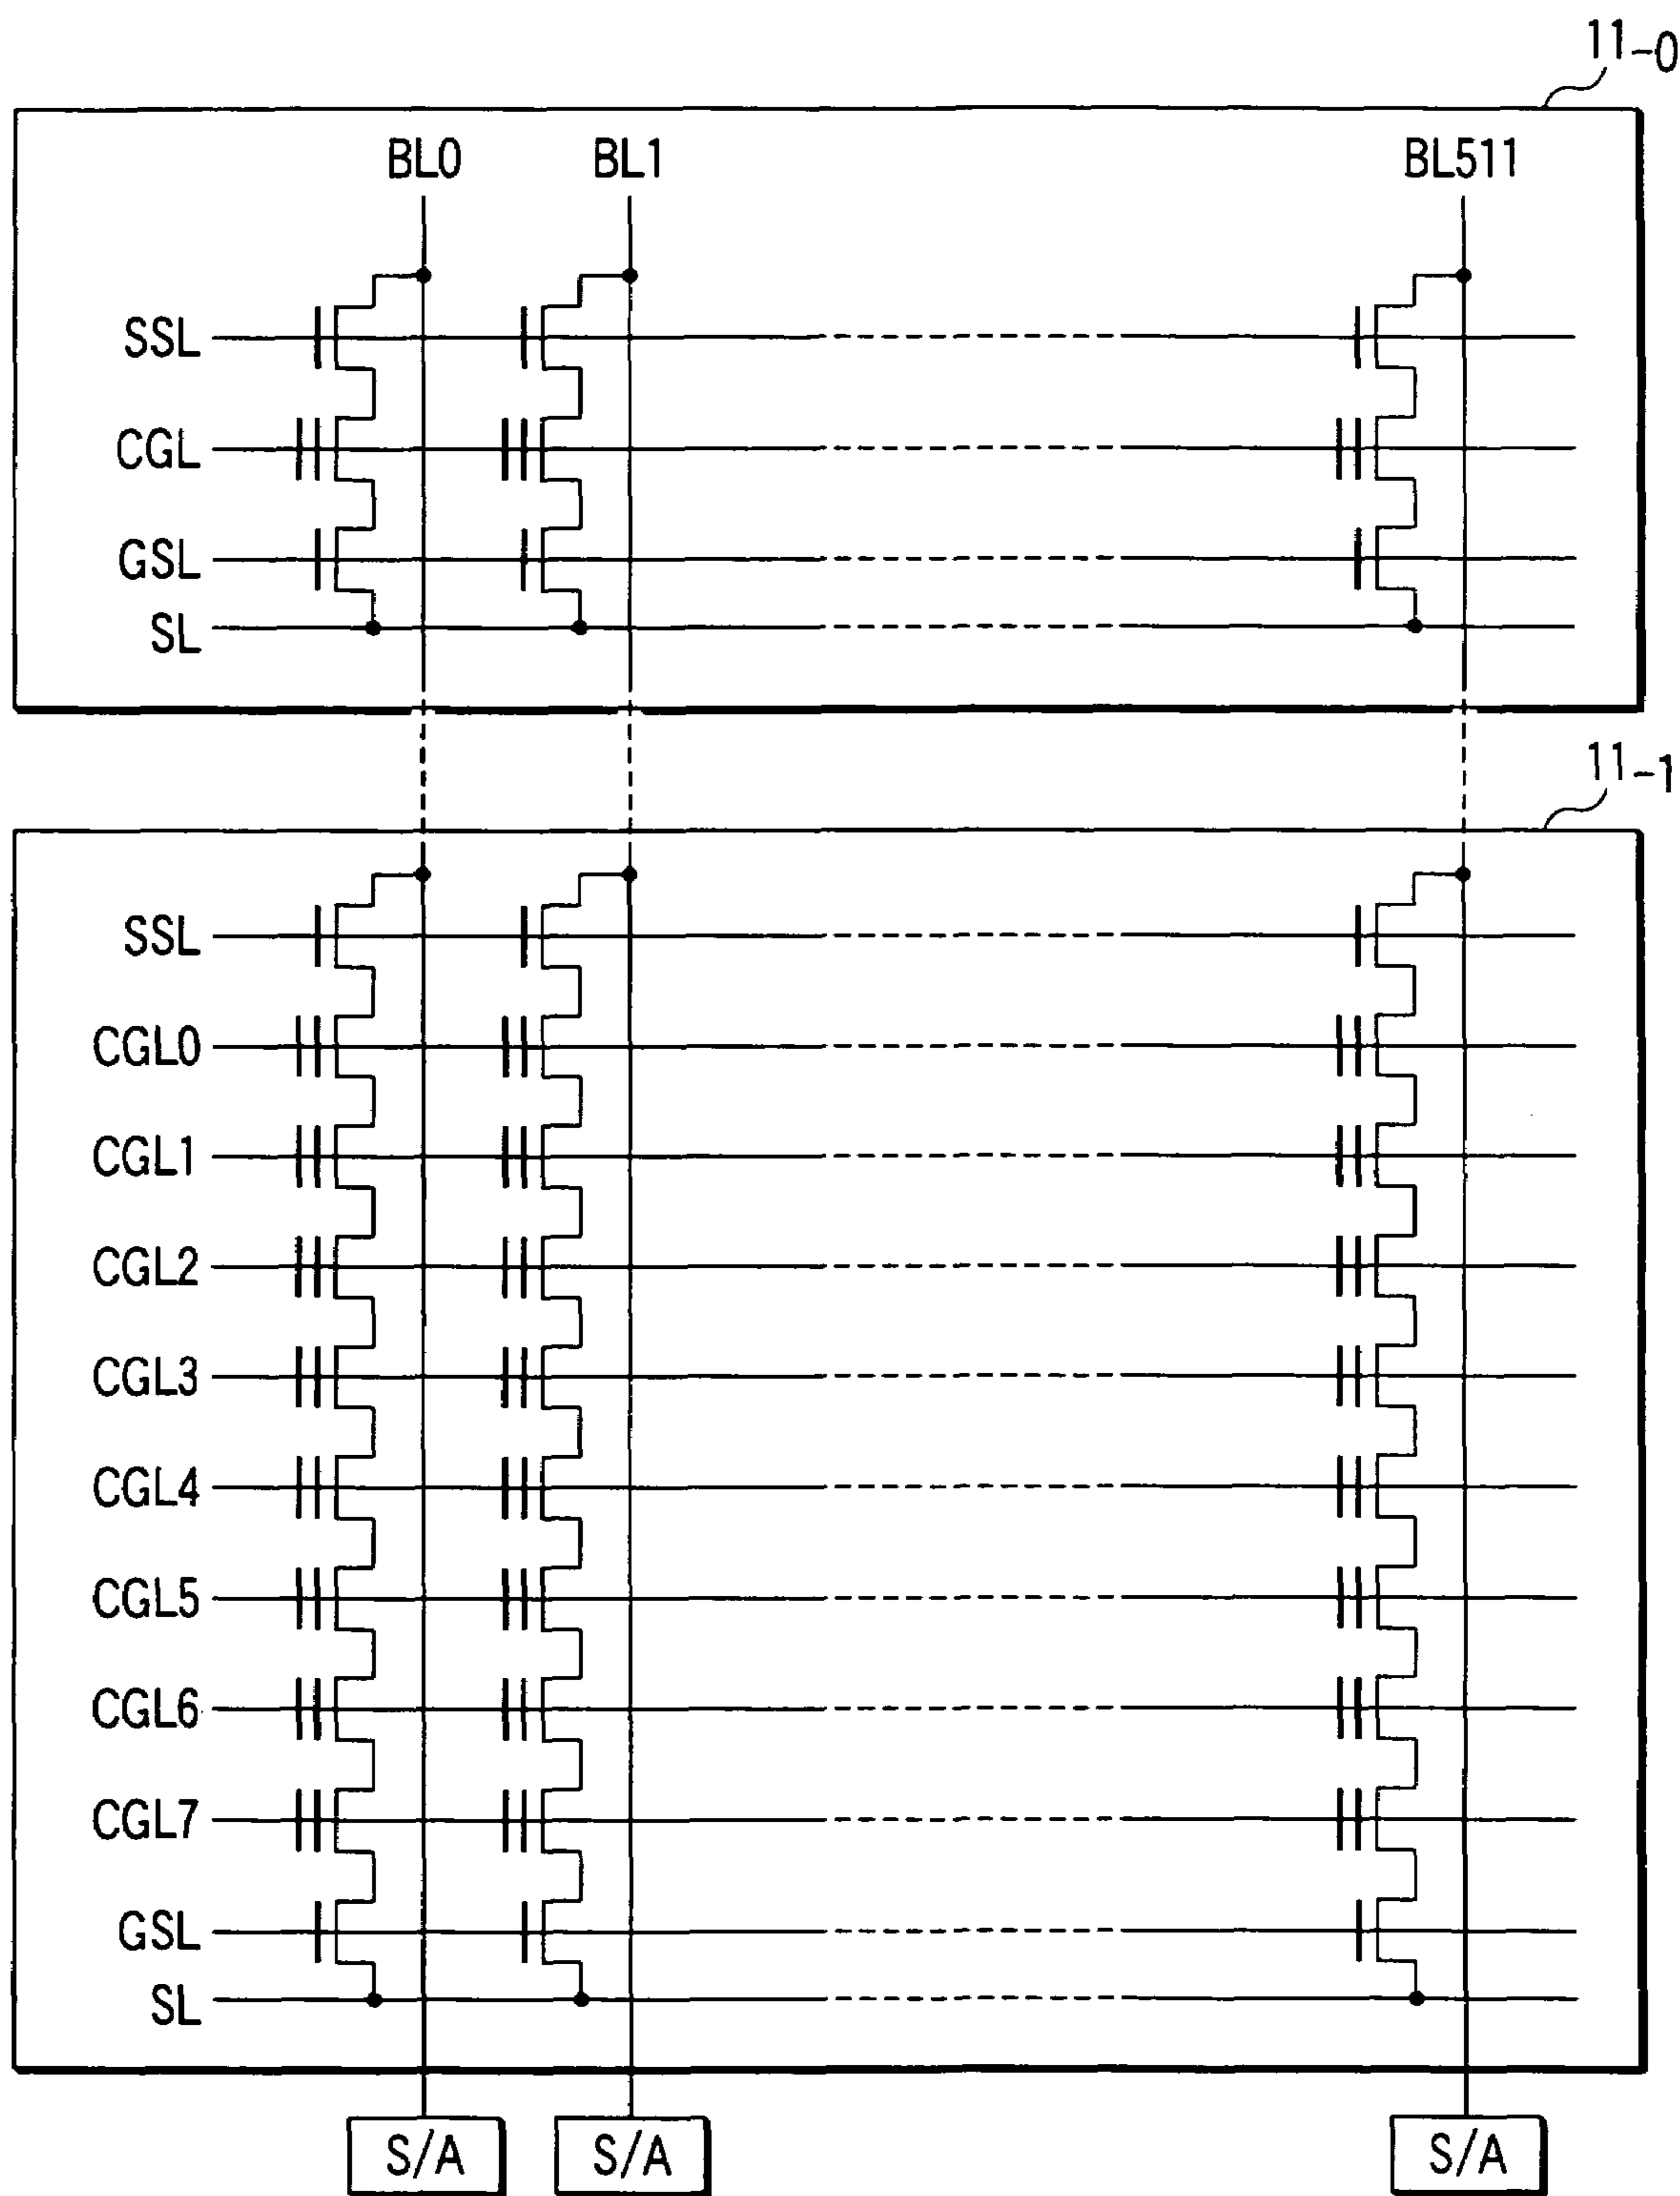 11-0
BL0 BL1 BL511
SSL
CGL
GSL
SL
11-1
SSL
CGL0
CGL1
CGL2
CGL3
CGL4
CGL5
CGL6
CGL7
GSL
SL
S/A S/A S/A